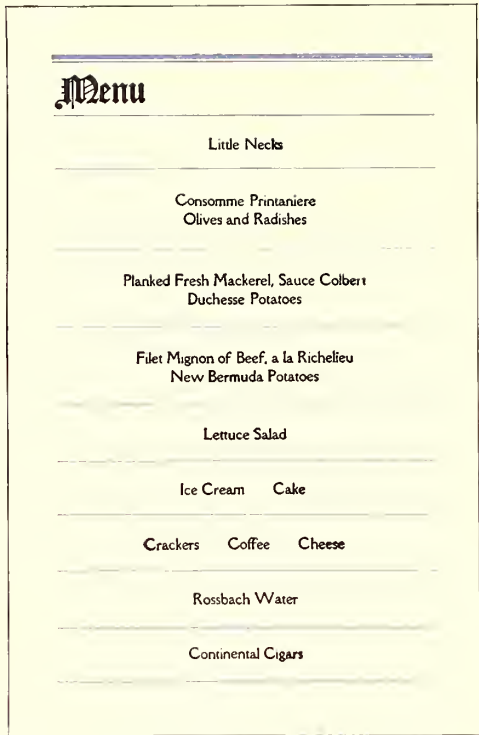 Menu
Little Necks
Consomme Printaniere
Olives and Radishes
Planked Fresh Mackerel, Sauce Colbert
Duchesse Potatoes
Filet Mignon of Beef, a la Richelieu
New Bermuda Potatoes
Lettuce Salad
Ice Cream Cake
Crackers Coffee Cheese
Rossbach Water
Continental Cigars